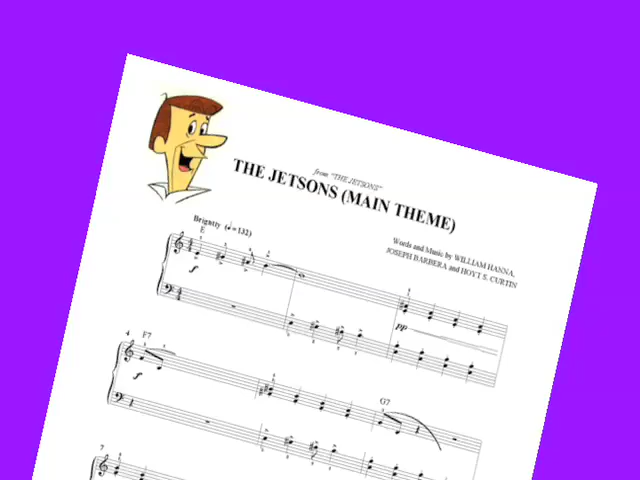 from "THE JETSONS"
THE JETSONS (MAIN THEME)
Words and Music by WILLIAM HANNA,
JOSEPH BARBERA and HOYT S. CURTIN
Brightly (♩=132)
E
f
pp
4 F7
f
G7
7